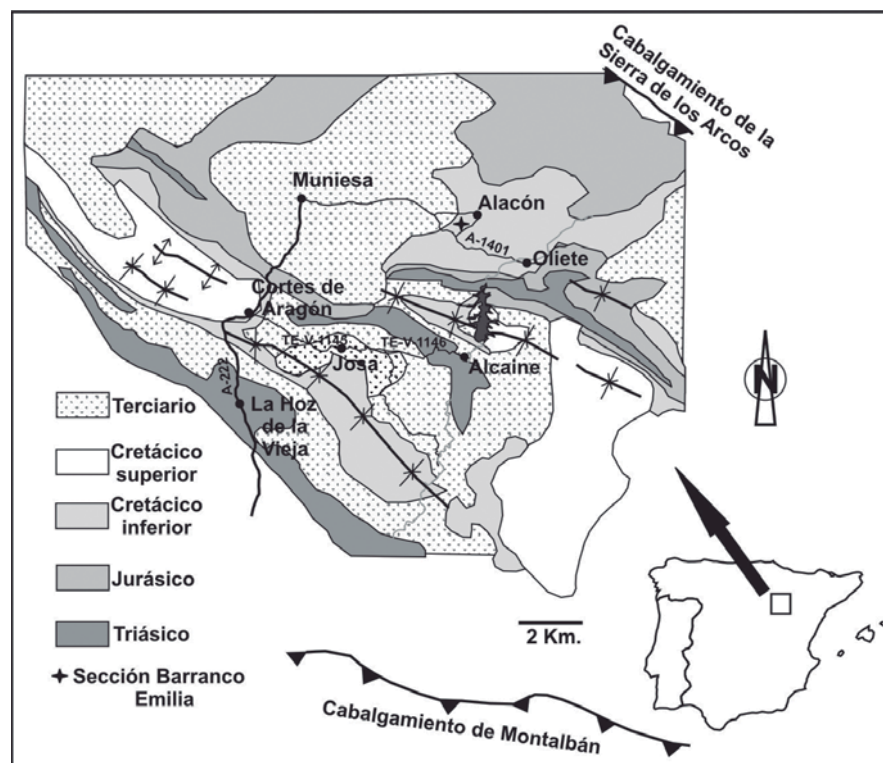 Cabalgamiento de la
Sierra de los Arcos
Muniesa
Alacón
A-1401
Oliete
Cortes de
Aragón
TE-V-1145
TE-V-1146
Josa
Alcaine
A-222
La Hoz
de la
Vieja
Terciario
Cretácico
superior
Cretácico
inferior
Jurásico
Triásico
Sección Barranco
Emilia
N
2 Km.
Cabalgamiento de Montalbán